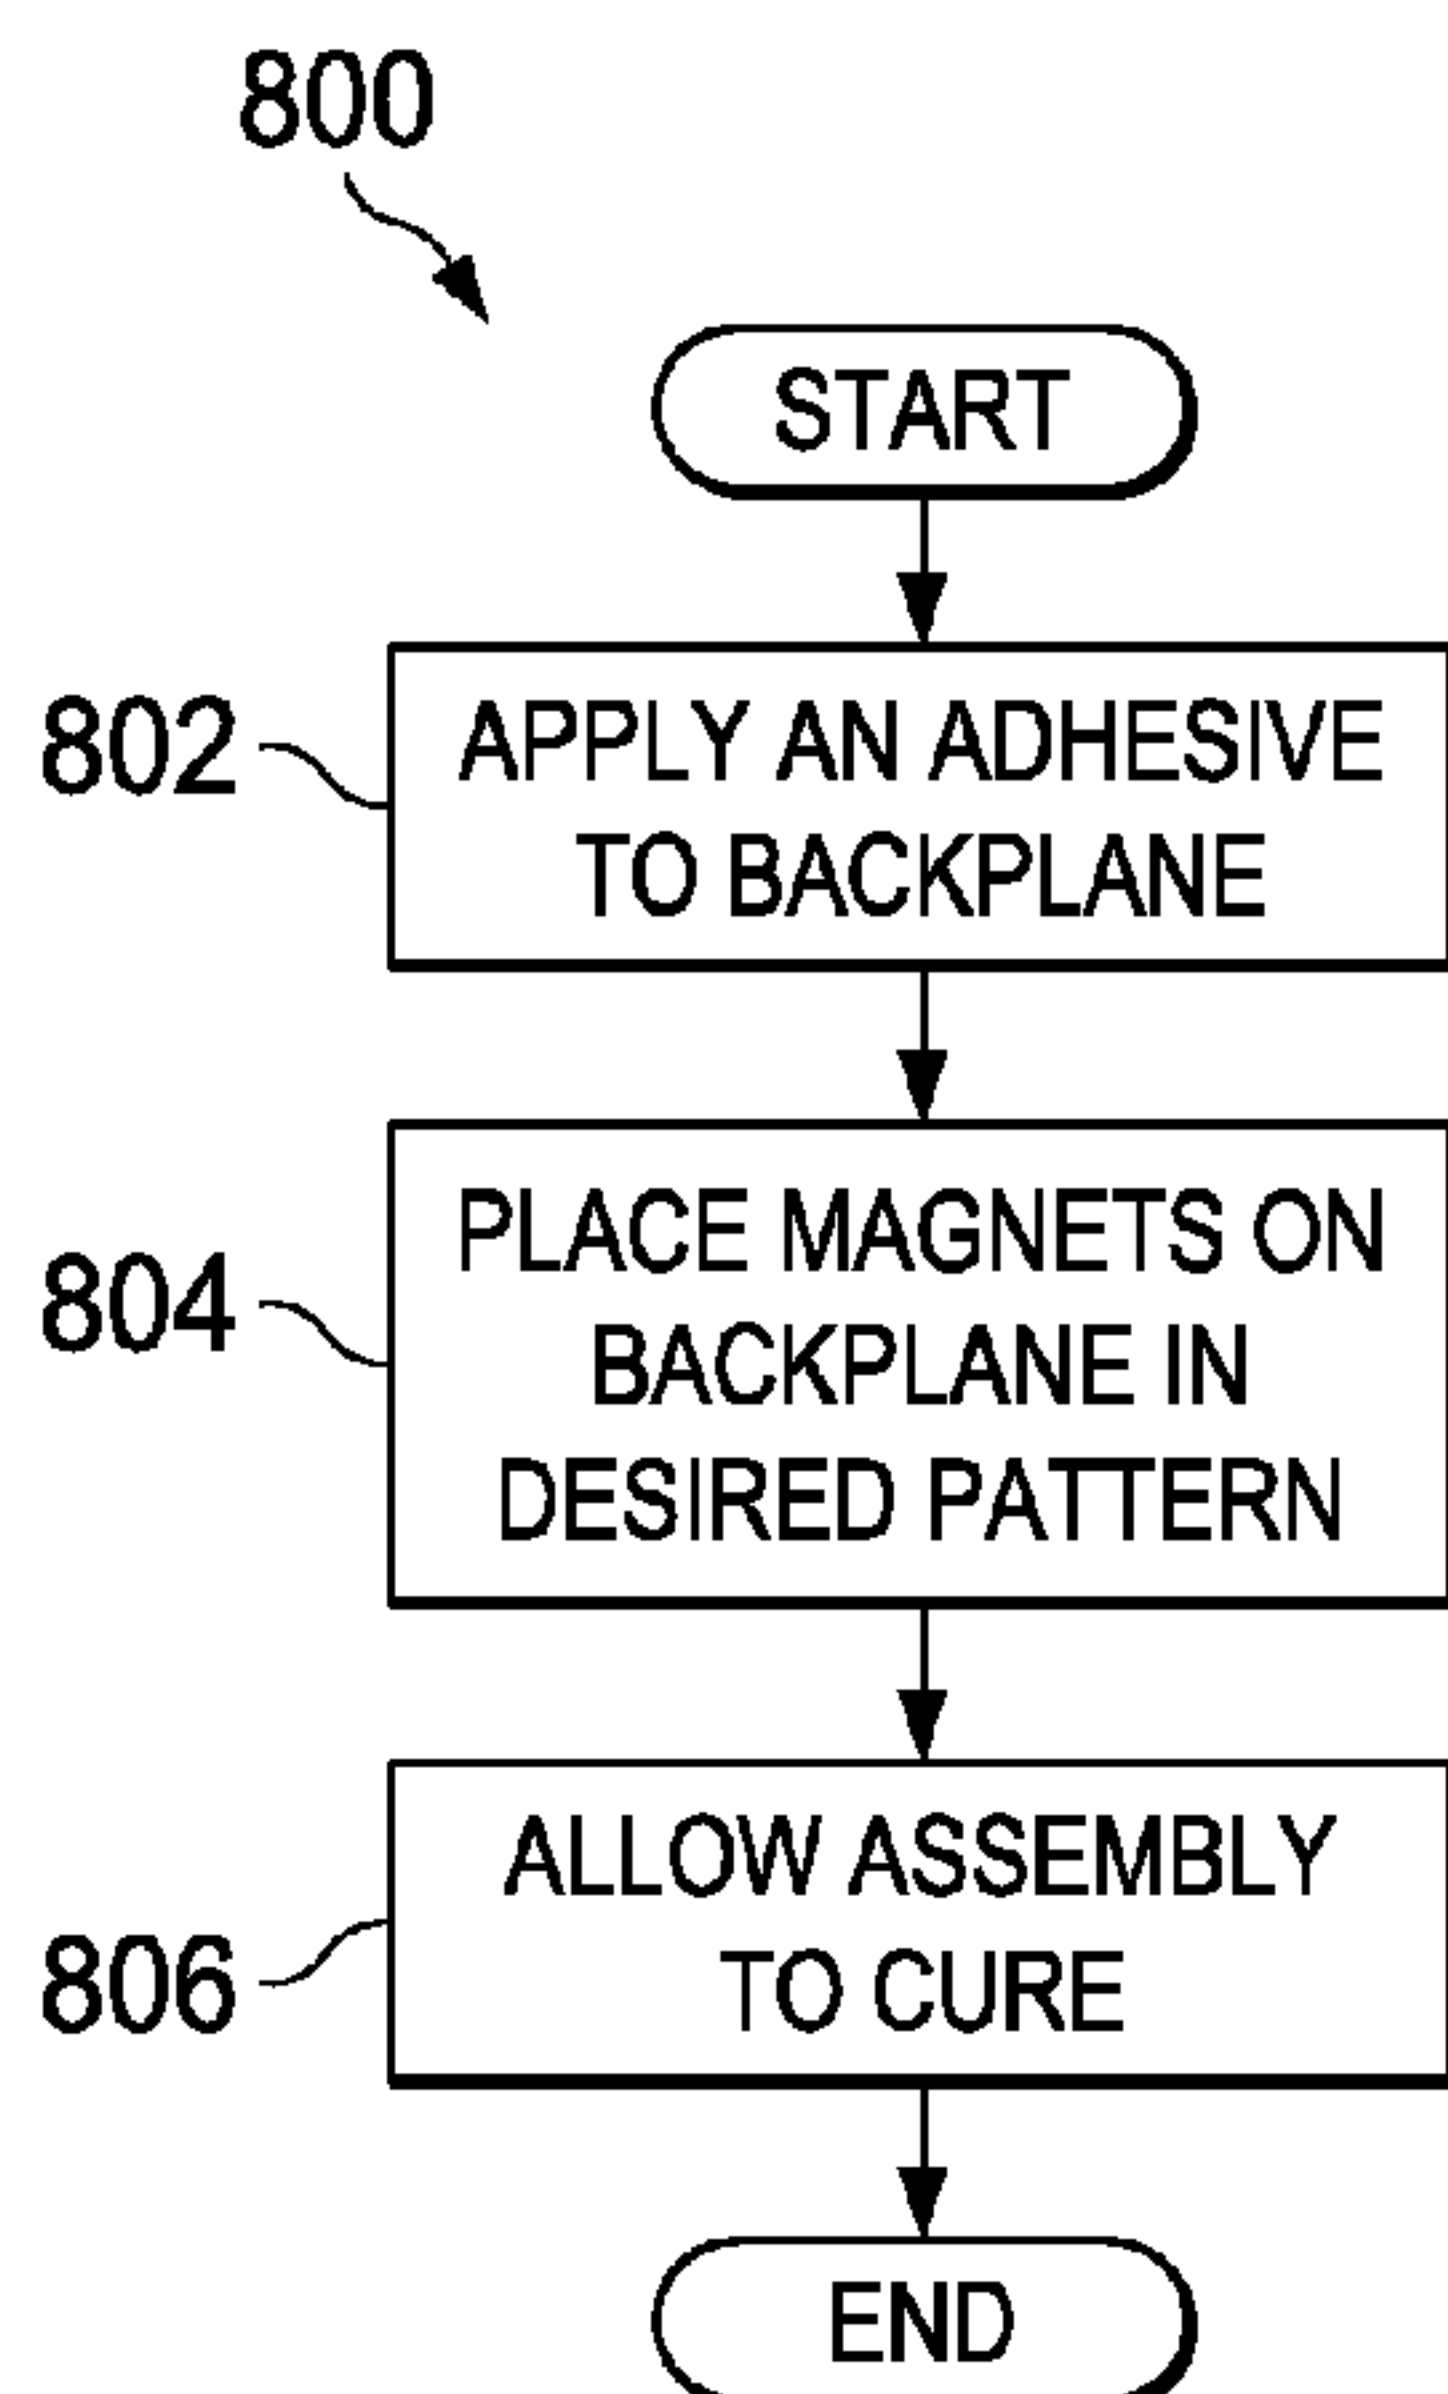 800
START
802
APPLY AN ADHESIVE
TO BACKPLANE
804
PLACE MAGNETS ON
BACKPLANE IN
DESIRED PATTERN
806
ALLOW ASSEMBLY
TO CURE
END